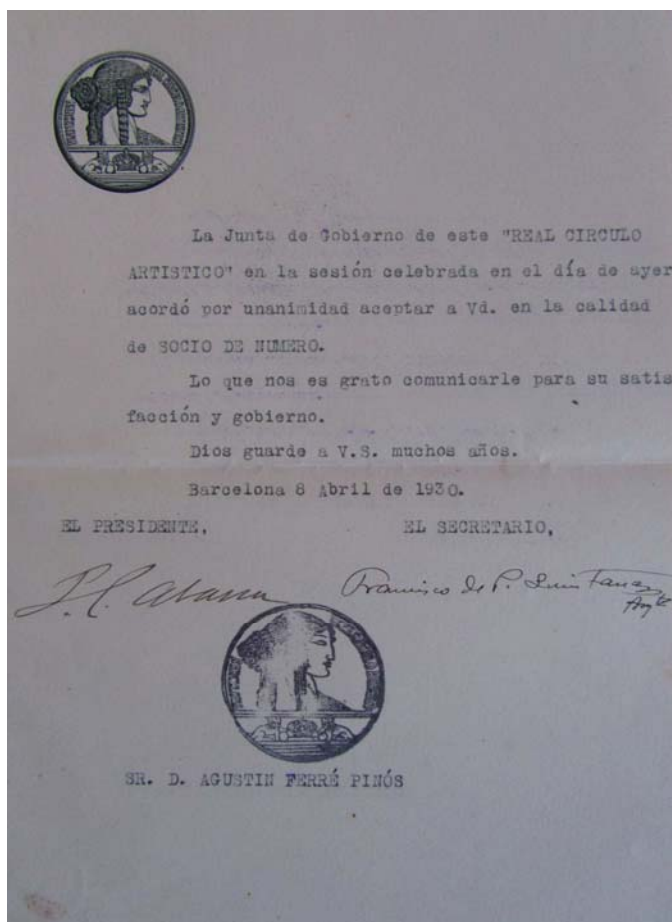 La Junta de Gobierno de este "REAL CIRCULO
ARTISTICO" en la sesión celebrada en el día de ayer
acordó por unanimidad aceptar a Vd. en la calidad
de SOCIO DE NUMERO.
Lo que nos es grato comunicarle para su satis
facción y gobierno.
Dios guarde a V.S. muchos años.
Barcelona 8 Abril de 1930.
EL PRESIDENTE, EL SECRETARIO,
Francisco de P.
SR. D. AGUSTIN FERRÉ PINÓS